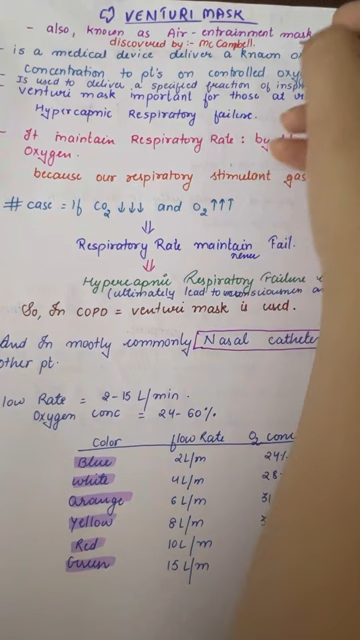 5) VENTURI MASK
- also, known as Air-entrainment mask
discovered by :- Mc Campbell.
- is a medical device deliver a known
- Concentration to pt's on controlled
- Is used to deliver a specified fraction of
- venturi mask important for those at
Hypercapnic Respiratory failure.
- It maintain Respiratory Rate : by
Oxygen.
because our respiratory stimulant gas
# case = If CO2 ↓↓↓ and O2 ↑↑↑
⇓
Respiratory Rate maintain Fail.
nence
⇓
Hypercapnic Respiratory Failure
(ultimately lead to unconsciousness
So, In COPD = venturi mask is used.
And In mostly commonly Nasal
other pt.
low Rate = 2-15 L/min.
Oxygen conc = 24-60%
Color flow Rate O2 conc
Blue 2L/m 24%
White 4L/m 28
Orange 6L/m 31
Yellow 8L/m
Red 10L/m
Green 15L/m